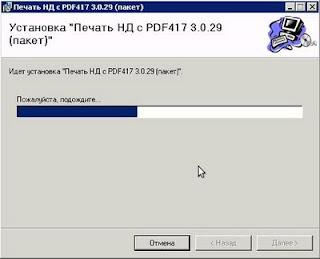 Печать НД с PDF417 3.0.29 (пакет)
Установка "Печать НД с PDF417 3.0.29
(пакет)"
Идет установка "Печать НД с PDF417 3.0.29 (пакет)".
Пожалуйста, подождите...
Отмена < Назад Далее >